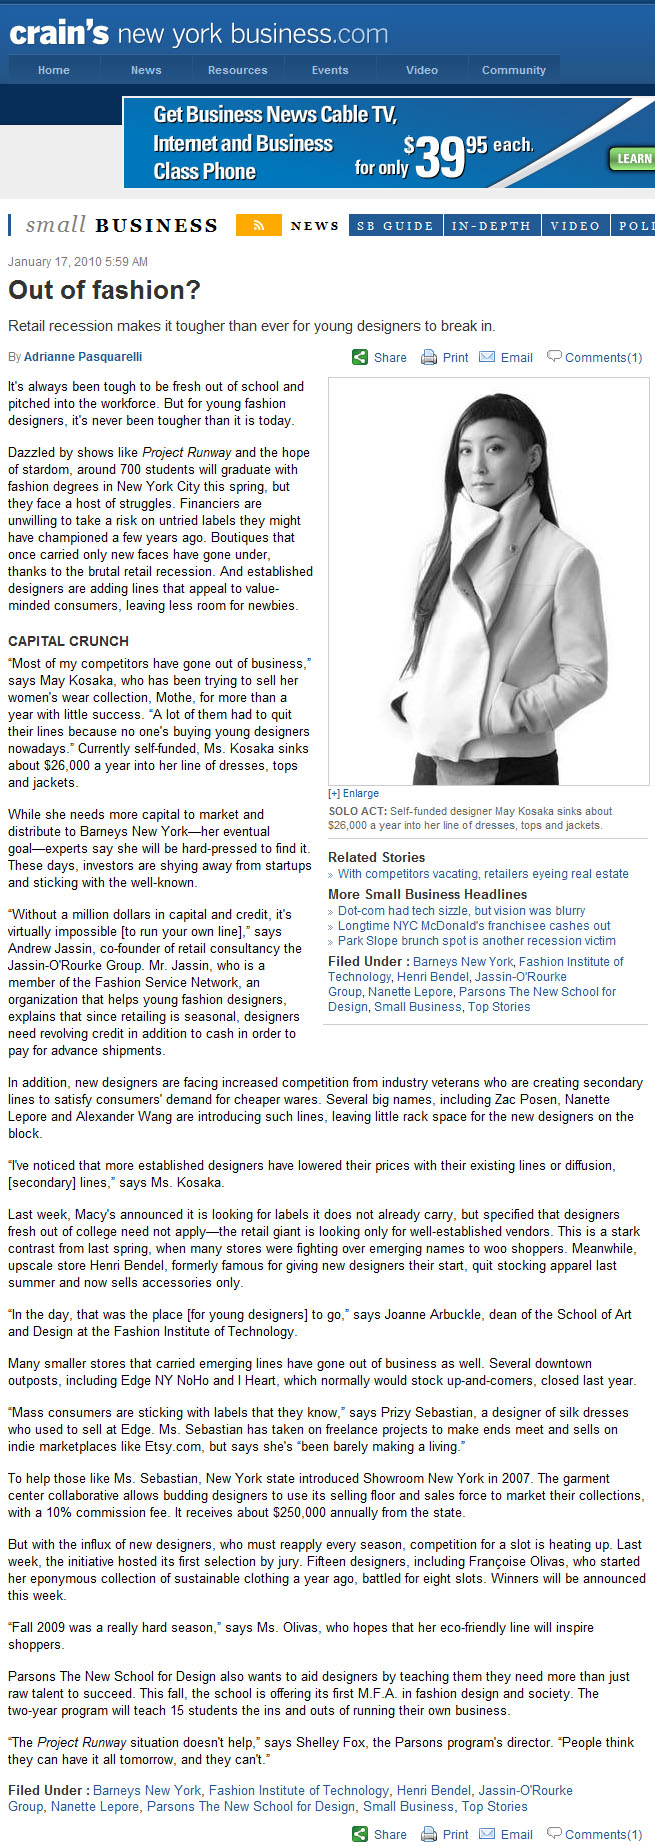 crain's new york business.com
Home News Resources Events Video Community
Get Business News Cable TV,
Internet and Business
Class Phone
for only $39 95 each.
LEARN
small BUSINESS NEWS SB GUIDE IN-DEPTH VIDEO POLL
January 17, 2010 5:59 AM
Out of fashion?
Retail recession makes it tougher than ever for young designers to break in.
By Adrianne Pasquarelli
Share Print Email Comments(1)
It's always been tough to be fresh out of school and
pitched into the workforce. But for young fashion
designers, it's never been tougher than it is today.
Dazzled by shows like Project Runway and the hope
of stardom, around 700 students will graduate with
fashion degrees in New York City this spring, but
they face a host of struggles. Financiers are
unwilling to take a risk on untried labels they might
have championed a few years ago. Boutiques that
once carried only new faces have gone under,
thanks to the brutal retail recession. And established
designers are adding lines that appeal to value-
minded consumers, leaving less room for newbies.
CAPITAL CRUNCH
“Most of my competitors have gone out of business,”
says May Kosaka, who has been trying to sell her
women's wear collection, Mothe, for more than a
year with little success. “A lot of them had to quit
their lines because no one's buying young designers
nowadays.” Currently self-funded, Ms. Kosaka sinks
about $26,000 a year into her line of dresses, tops
and jackets.
While she needs more capital to market and
distribute to Barneys New York—her eventual
goal—experts say she will be hard-pressed to find it.
These days, investors are shying away from startups
and sticking with the well-known.
“Without a million dollars in capital and credit, it's
virtually impossible [to run your own line],” says
Andrew Jassin, co-founder of retail consultancy the
Jassin-O'Rourke Group. Mr. Jassin, who is a
member of the Fashion Service Network, an
organization that helps young fashion designers,
explains that since retailing is seasonal, designers
need revolving credit in addition to cash in order to
pay for advance shipments.
[+] Enlarge
SOLO ACT: Self-funded designer May Kosaka sinks about
$26,000 a year into her line of dresses, tops and jackets.
Related Stories
» With competitors vacating, retailers eyeing real estate
More Small Business Headlines
» Dot-com had tech sizzle, but vision was blurry
» Longtime NYC McDonald's franchisee cashes out
» Park Slope brunch spot is another recession victim
Filed Under : Barneys New York, Fashion Institute of
Technology, Henri Bendel, Jassin-O'Rourke
Group, Nanette Lepore, Parsons The New School for
Design, Small Business, Top Stories
In addition, new designers are facing increased competition from industry veterans who are creating secondary
lines to satisfy consumers' demand for cheaper wares. Several big names, including Zac Posen, Nanette
Lepore and Alexander Wang are introducing such lines, leaving little rack space for the new designers on the
block.
“I've noticed that more established designers have lowered their prices with their existing lines or diffusion,
[secondary] lines,” says Ms. Kosaka.
Last week, Macy's announced it is looking for labels it does not already carry, but specified that designers
fresh out of college need not apply—the retail giant is looking only for well-established vendors. This is a stark
contrast from last spring, when many stores were fighting over emerging names to woo shoppers. Meanwhile,
upscale store Henri Bendel, formerly famous for giving new designers their start, quit stocking apparel last
summer and now sells accessories only.
“In the day, that was the place [for young designers] to go,” says Joanne Arbuckle, dean of the School of Art
and Design at the Fashion Institute of Technology.
Many smaller stores that carried emerging lines have gone out of business as well. Several downtown
outposts, including Edge NY NoHo and I Heart, which normally would stock up-and-comers, closed last year.
“Mass consumers are sticking with labels that they know,” says Prizy Sebastian, a designer of silk dresses
who used to sell at Edge. Ms. Sebastian has taken on freelance projects to make ends meet and sells on
indie marketplaces like Etsy.com, but says she's “been barely making a living.”
To help those like Ms. Sebastian, New York state introduced Showroom New York in 2007. The garment
center collaborative allows budding designers to use its selling floor and sales force to market their collections,
with a 10% commission fee. It receives about $250,000 annually from the state.
But with the influx of new designers, who must reapply every season, competition for a slot is heating up. Last
week, the initiative hosted its first selection by jury. Fifteen designers, including Françoise Olivas, who started
her eponymous collection of sustainable clothing a year ago, battled for eight slots. Winners will be announced
this week.
“Fall 2009 was a really hard season,” says Ms. Olivas, who hopes that her eco-friendly line will inspire
shoppers.
Parsons The New School for Design also wants to aid designers by teaching them they need more than just
raw talent to succeed. This fall, the school is offering its first M.F.A. in fashion design and society. The
two-year program will teach 15 students the ins and outs of running their own business.
“The Project Runway situation doesn't help,” says Shelley Fox, the Parsons program's director. “People think
they can have it all tomorrow, and they can't.”
Filed Under : Barneys New York, Fashion Institute of Technology, Henri Bendel, Jassin-O'Rourke
Group, Nanette Lepore, Parsons The New School for Design, Small Business, Top Stories
Share Print Email Comments(1)